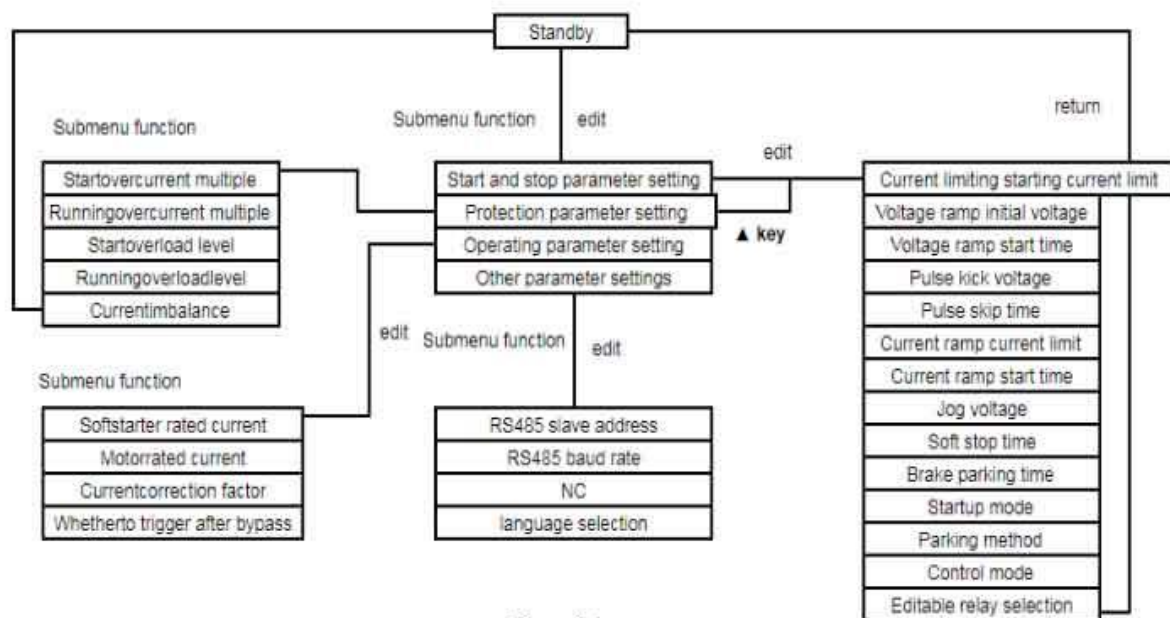 Standby
Submenu function
Submenu function
edit
return
edit
Startovercurrent multiple
Runningovercurrent multiple
Startoverload level
Runningoverloadlevel
Currentimbalance
Start and stop parameter setting
Protection parameter setting
Operating parameter setting
Other parameter settings
▲ key
Current limiting starting current limit
Voltage ramp initial voltage
Voltage ramp start time
Pulse kick voltage
Pulse skip time
Current ramp current limit
Current ramp start time
Jog voltage
Soft stop time
Brake parking time
Startup mode
Parking method
Control mode
Editable relay selection
edit
Submenu function
edit
Submenu function
Softstarter rated current
Motorrated current
Currentcorrection factor
Whetherto trigger after bypass
RS485 slave address
RS485 baud rate
NC
language selection